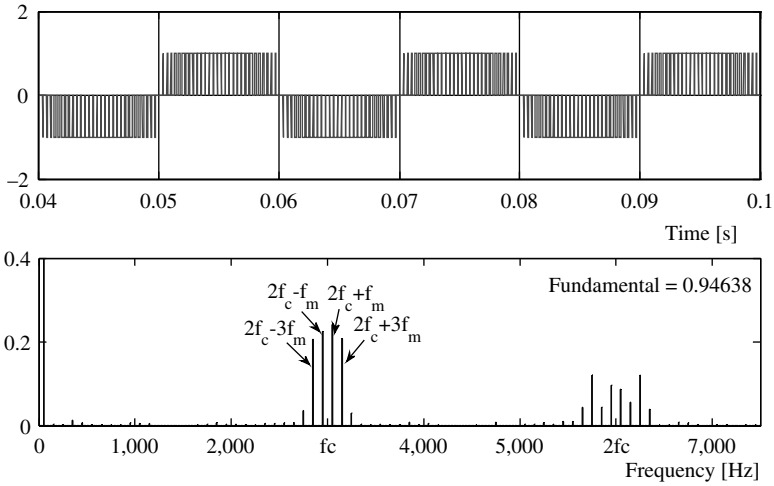 2
0
−2
0.04 0.05 0.06 0.07 0.08 0.09 0.1
Time [s]
0.4
Fundamental = 0.94638
2f_c-f_m 2f_c+f_m
2f_c-3f_m 2f_c+3f_m
0.2
0
0 1,000 2,000 fc 4,000 5,000 2fc 7,000
Frequency [Hz]